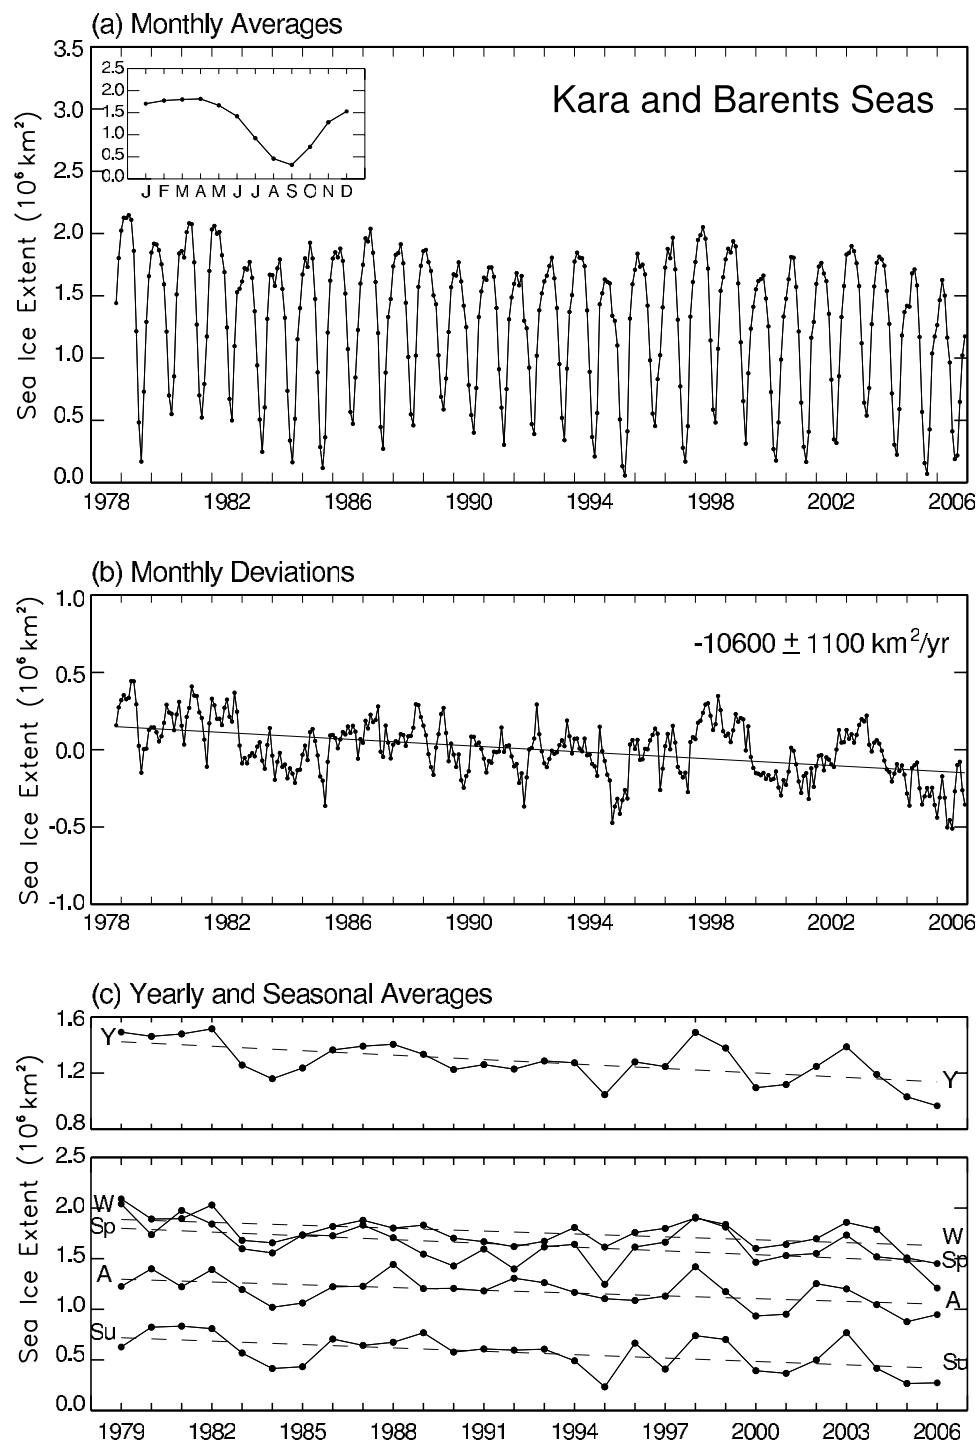 (a) Monthly Averages
3.5
3.0
2.5
2.0
1.5
1.0
0.5
0.0
Sea Ice Extent (10⁶ km²)
2.5
2.0
1.5
1.0
0.5
0.0
J F M A M J J A S O N D
Kara and Barents Seas
1978 1982 1986 1990 1994 1998 2002 2006
(b) Monthly Deviations
1.0
0.5
0.0
-0.5
-1.0
Sea Ice Extent (10⁶ km²)
-10600 ± 1100 km²/yr
1978 1982 1986 1990 1994 1998 2002 2006
(c) Yearly and Seasonal Averages
1.6
1.2
0.8
Y
Y
Sea Ice Extent (10⁶ km²)
2.5
2.0
1.5
1.0
0.5
0.0
W
Sp
A
Su
W
Sp
A
Su
1979 1982 1985 1988 1991 1994 1997 2000 2003 2006